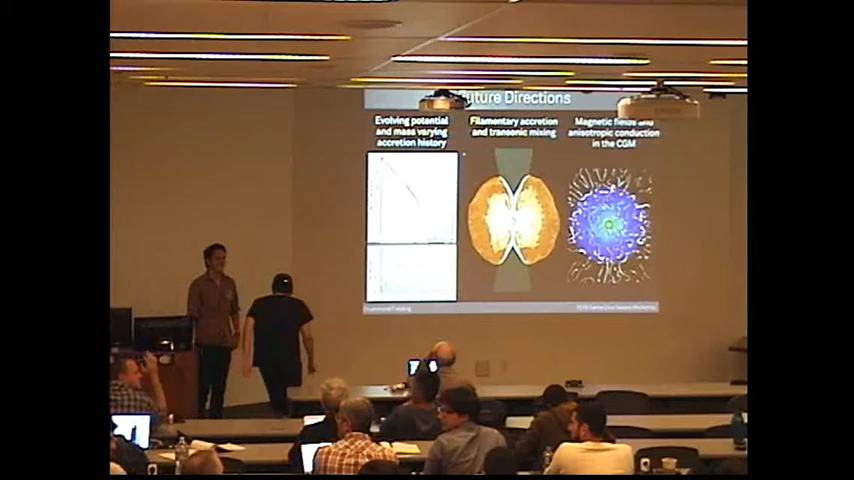 Future Directions
Evolving potential
and mass varying
accretion history
Filamentary accretion
and transonic mixing
Magnetic fields and
anisotropic conduction
in the CGM